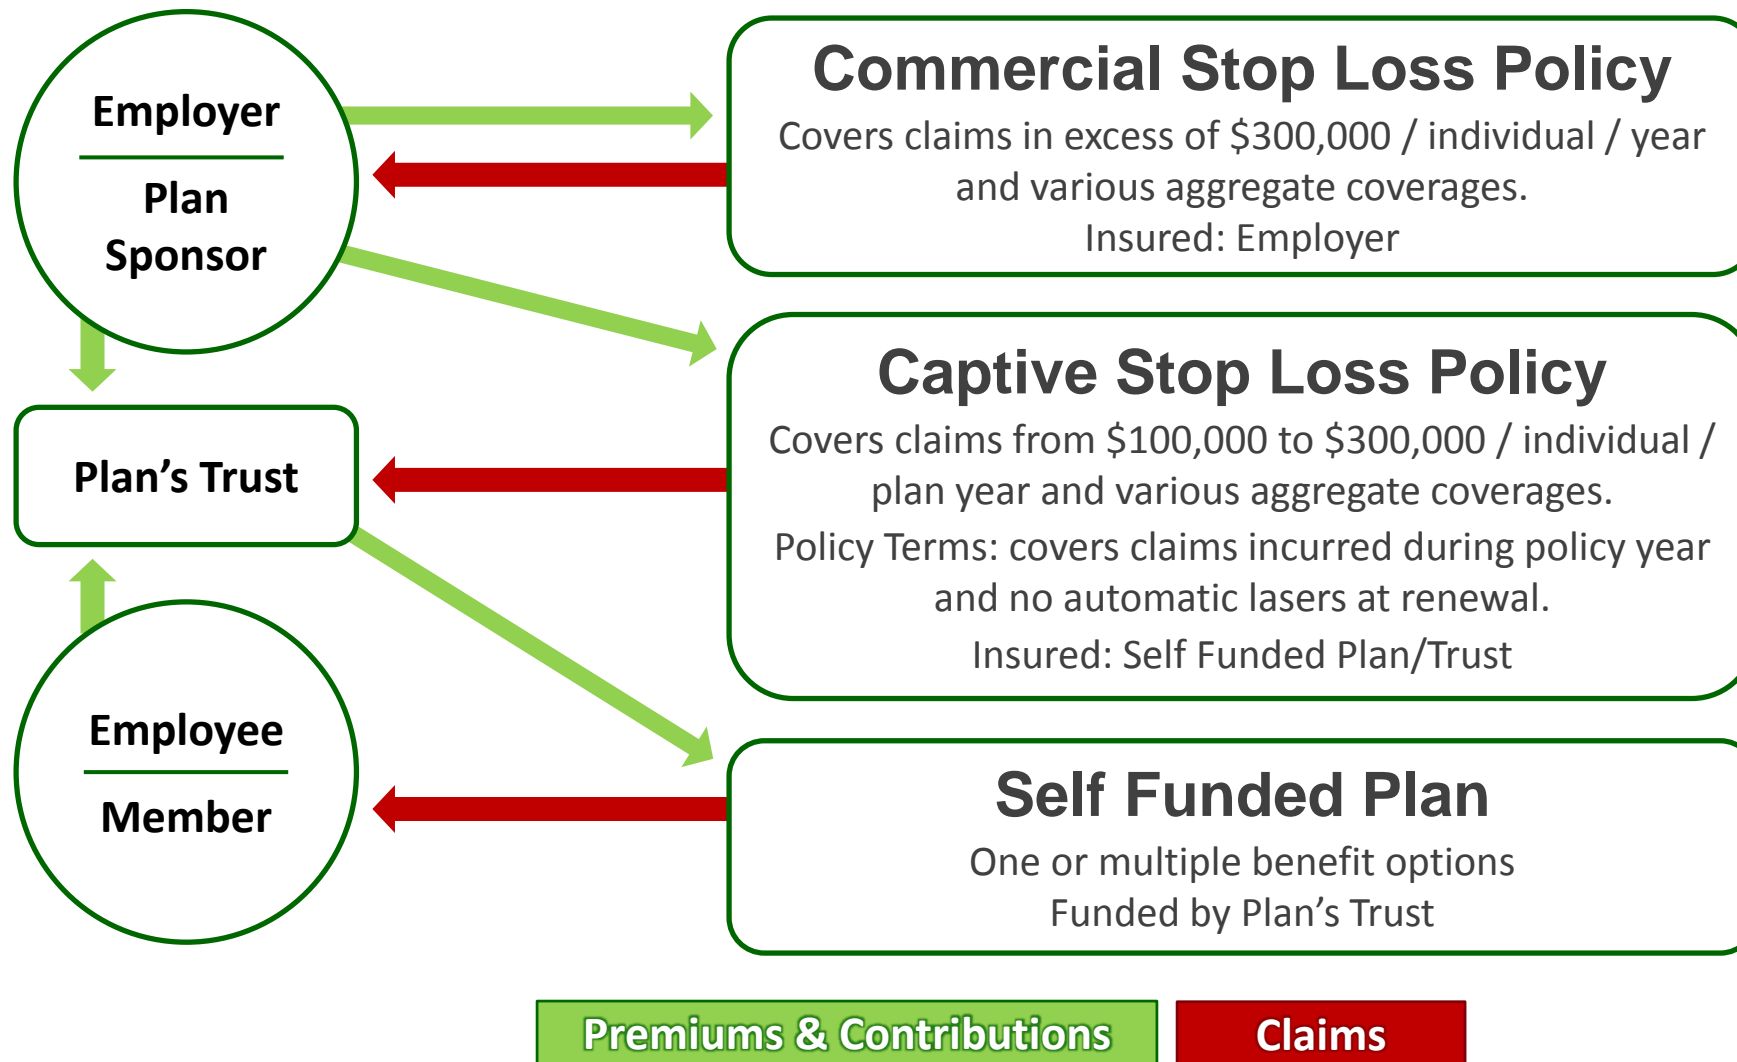 Employer
Plan
Sponsor
Plan’s Trust
Employee
Member
Commercial Stop Loss Policy
Covers claims in excess of $300,000 / individual / year
and various aggregate coverages.
Insured: Employer
Captive Stop Loss Policy
Covers claims from $100,000 to $300,000 / individual /
plan year and various aggregate coverages.
Policy Terms: covers claims incurred during policy year
and no automatic lasers at renewal.
Insured: Self Funded Plan/Trust
Self Funded Plan
One or multiple benefit options
Funded by Plan’s Trust
Premiums & Contributions
Claims